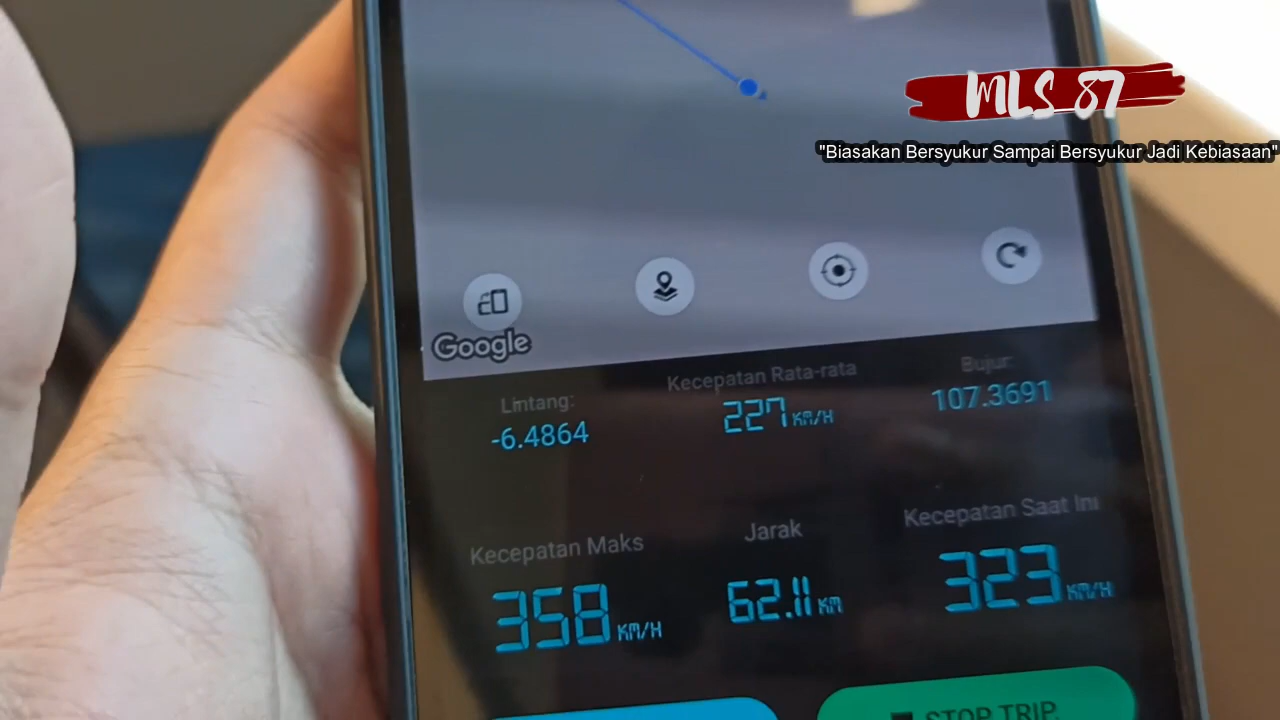 MLS 87
"Biasakan Bersyukur Sampai Bersyukur Jadi Kebiasaan"
Google
Lintang:
-6.4864
Kecepatan Rata-rata
227 KM/H
Bujur:
107.3691
Kecepatan Maks
358 KM/H
Jarak
62.11 KM
Kecepatan Saat Ini
323 KM/H
STOP TRIP